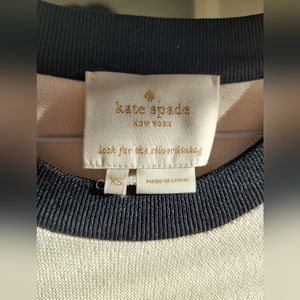 kate spade
NEW YORK
look for the silver lining
XS
MADE IN CHINA